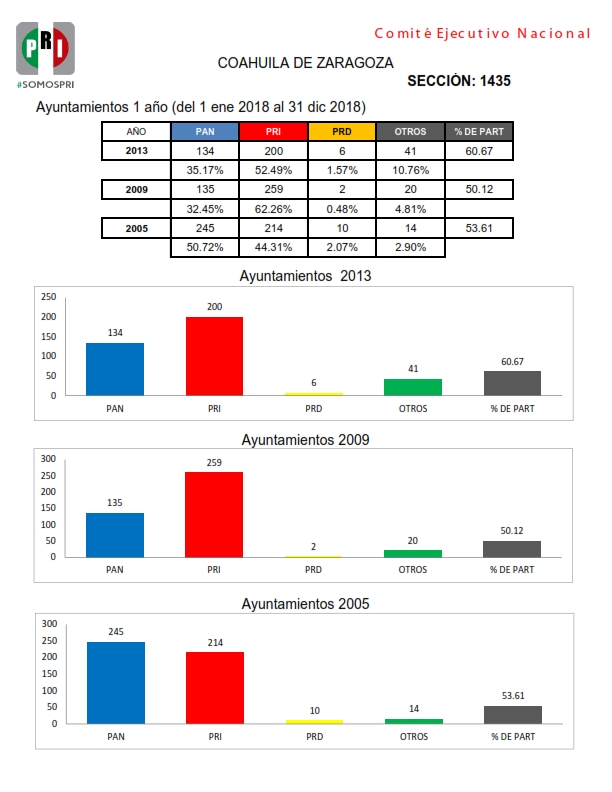 Comité Ejecutivo Nacional
PRI
#SOMOSPRI
COAHUILA DE ZARAGOZA
SECCIÓN: 1435
Ayuntamientos 1 año (del 1 ene 2018 al 31 dic 2018)
AÑO PAN PRI PRD OTROS % DE PART
2013 134 200 6 41 60.67
35.17% 52.49% 1.57% 10.76%
2009 135 259 2 20 50.12
32.45% 62.26% 0.48% 4.81%
2005 245 214 10 14 53.61
50.72% 44.31% 2.07% 2.90%
Ayuntamientos 2013
250
200
150
100
50
0
134 200 6 41 60.67
PAN PRI PRD OTROS % DE PART
Ayuntamientos 2009
300
250
200
150
100
50
0
135 259 2 20 50.12
PAN PRI PRD OTROS % DE PART
Ayuntamientos 2005
300
250
200
150
100
50
0
245 214 10 14 53.61
PAN PRI PRD OTROS % DE PART